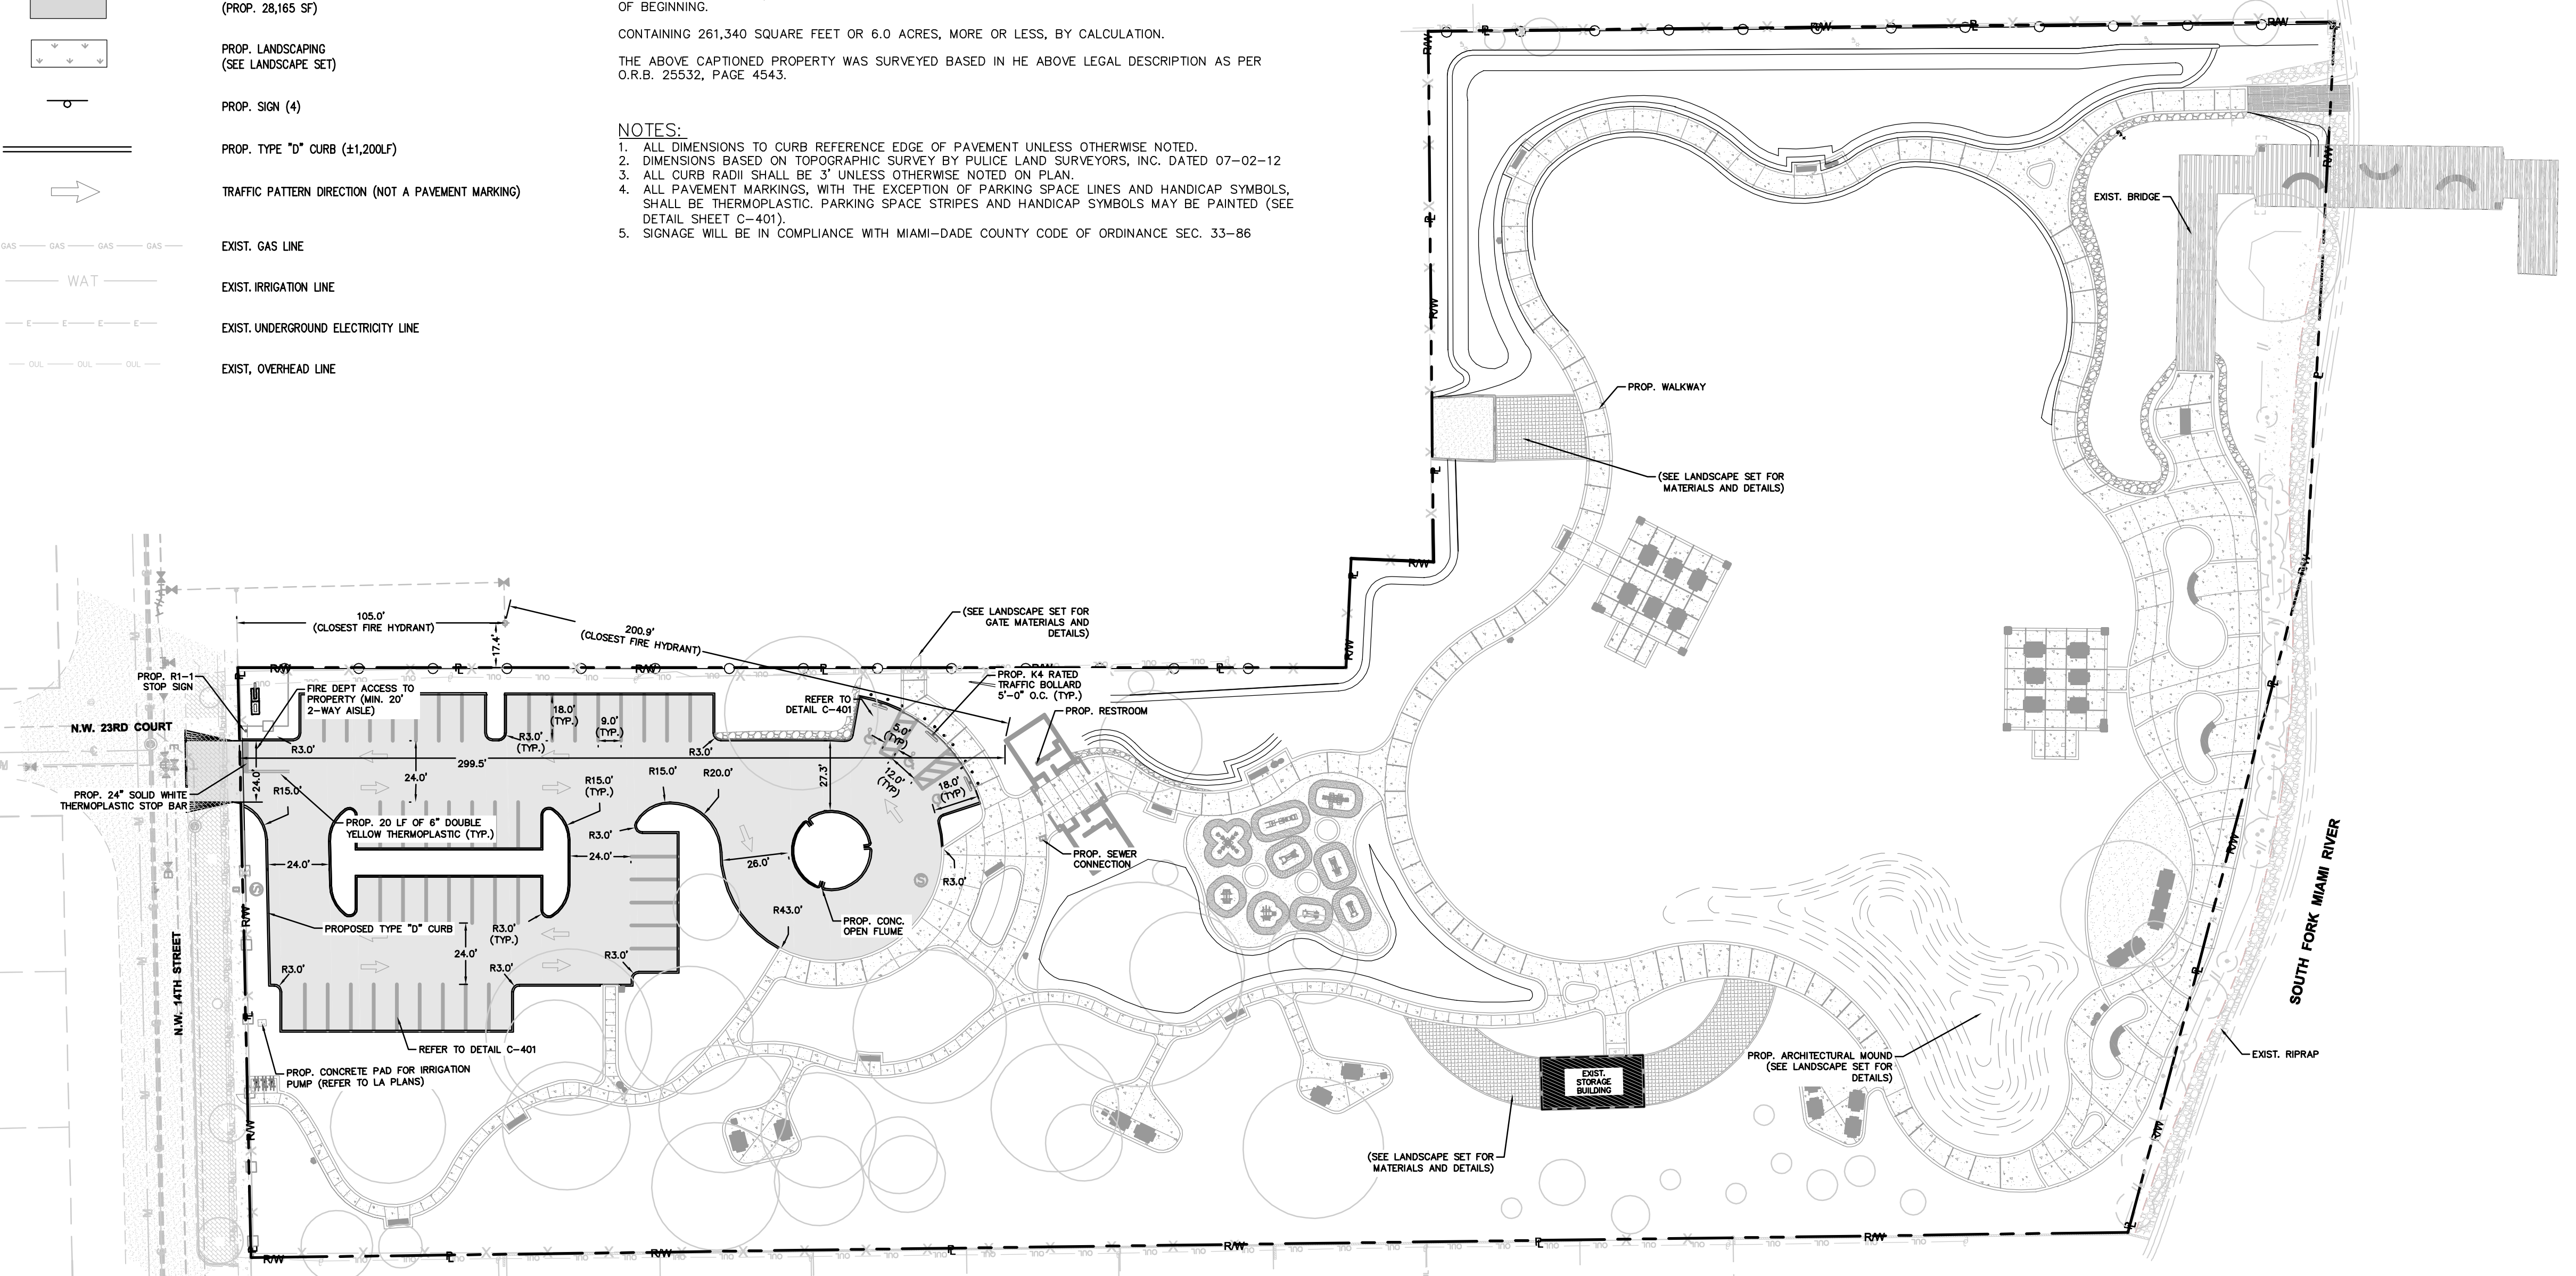 (PROP. 28,165 SF)
PROP. LANDSCAPING
(SEE LANDSCAPE SET)
PROP. SIGN (4)
PROP. TYPE "D" CURB (±1,200LF)
TRAFFIC PATTERN DIRECTION (NOT A PAVEMENT MARKING)
GAS GAS GAS GAS
EXIST. GAS LINE
WAT
EXIST. IRRIGATION LINE
E E E E
EXIST. UNDERGROUND ELECTRICITY LINE
OUL OUL OUL
EXIST, OVERHEAD LINE
OF BEGINNING.
CONTAINING 261,340 SQUARE FEET OR 6.0 ACRES, MORE OR LESS, BY CALCULATION.
THE ABOVE CAPTIONED PROPERTY WAS SURVEYED BASED IN HE ABOVE LEGAL DESCRIPTION AS PER
O.R.B. 25532, PAGE 4543.
NOTES:
1. ALL DIMENSIONS TO CURB REFERENCE EDGE OF PAVEMENT UNLESS OTHERWISE NOTED.
2. DIMENSIONS BASED ON TOPOGRAPHIC SURVEY BY PULICE LAND SURVEYORS, INC. DATED 07-02-12
3. ALL CURB RADII SHALL BE 3' UNLESS OTHERWISE NOTED ON PLAN.
4. ALL PAVEMENT MARKINGS, WITH THE EXCEPTION OF PARKING SPACE LINES AND HANDICAP SYMBOLS,
SHALL BE THERMOPLASTIC. PARKING SPACE STRIPES AND HANDICAP SYMBOLS MAY BE PAINTED (SEE
DETAIL SHEET C-401).
5. SIGNAGE WILL BE IN COMPLIANCE WITH MIAMI-DADE COUNTY CODE OF ORDINANCE SEC. 33-86
EXIST. BRIDGE
PROP. WALKWAY
(SEE LANDSCAPE SET FOR
MATERIALS AND DETAILS)
105.0'
(CLOSEST FIRE HYDRANT)
17.4'
200.9'
(CLOSEST FIRE HYDRANT)
(SEE LANDSCAPE SET FOR
GATE MATERIALS AND
DETAILS)
PROP. R1-1
STOP SIGN
FIRE DEPT ACCESS TO
PROPERTY (MIN. 20'
2-WAY AISLE)
REFER TO
DETAIL C-401
PROP. K4 RATED
TRAFFIC BOLLARD
5'-0" O.C. (TYP.)
PROP. RESTROOM
N.W. 23RD COURT
18.0'
(TYP.)
9.0'
(TYP.)
R3.0'
R3.0'
(TYP.)
R3.0'
5.0'
(TYP)
12.0'
(TYP)
18.0'
(TYP)
299.5'
24.0'
24.0'
27.3'
R15.0'
R15.0'
(TYP.)
R15.0'
R20.0'
PROP. 24" SOLID WHITE
THERMOPLASTIC STOP BAR
PROP. 20 LF OF 6" DOUBLE
YELLOW THERMOPLASTIC (TYP.)
R3.0'
24.0'
24.0'
26.0'
PROP. SEWER
CONNECTION
R3.0'
R43.0'
PROP. CONC.
OPEN FLUME
PROPOSED TYPE "D" CURB
R3.0'
(TYP.)
24.0'
R3.0'
R3.0'
R3.0'
N.W. 14TH STREET
REFER TO DETAIL C-401
PROP. CONCRETE PAD FOR IRRIGATION
PUMP (REFER TO LA PLANS)
EXIST.
STORAGE
BUILDING
(SEE LANDSCAPE SET FOR
MATERIALS AND DETAILS)
PROP. ARCHITECTURAL MOUND
(SEE LANDSCAPE SET FOR
DETAILS)
EXIST. RIPRAP
SOUTH FORK MIAMI RIVER
R/W